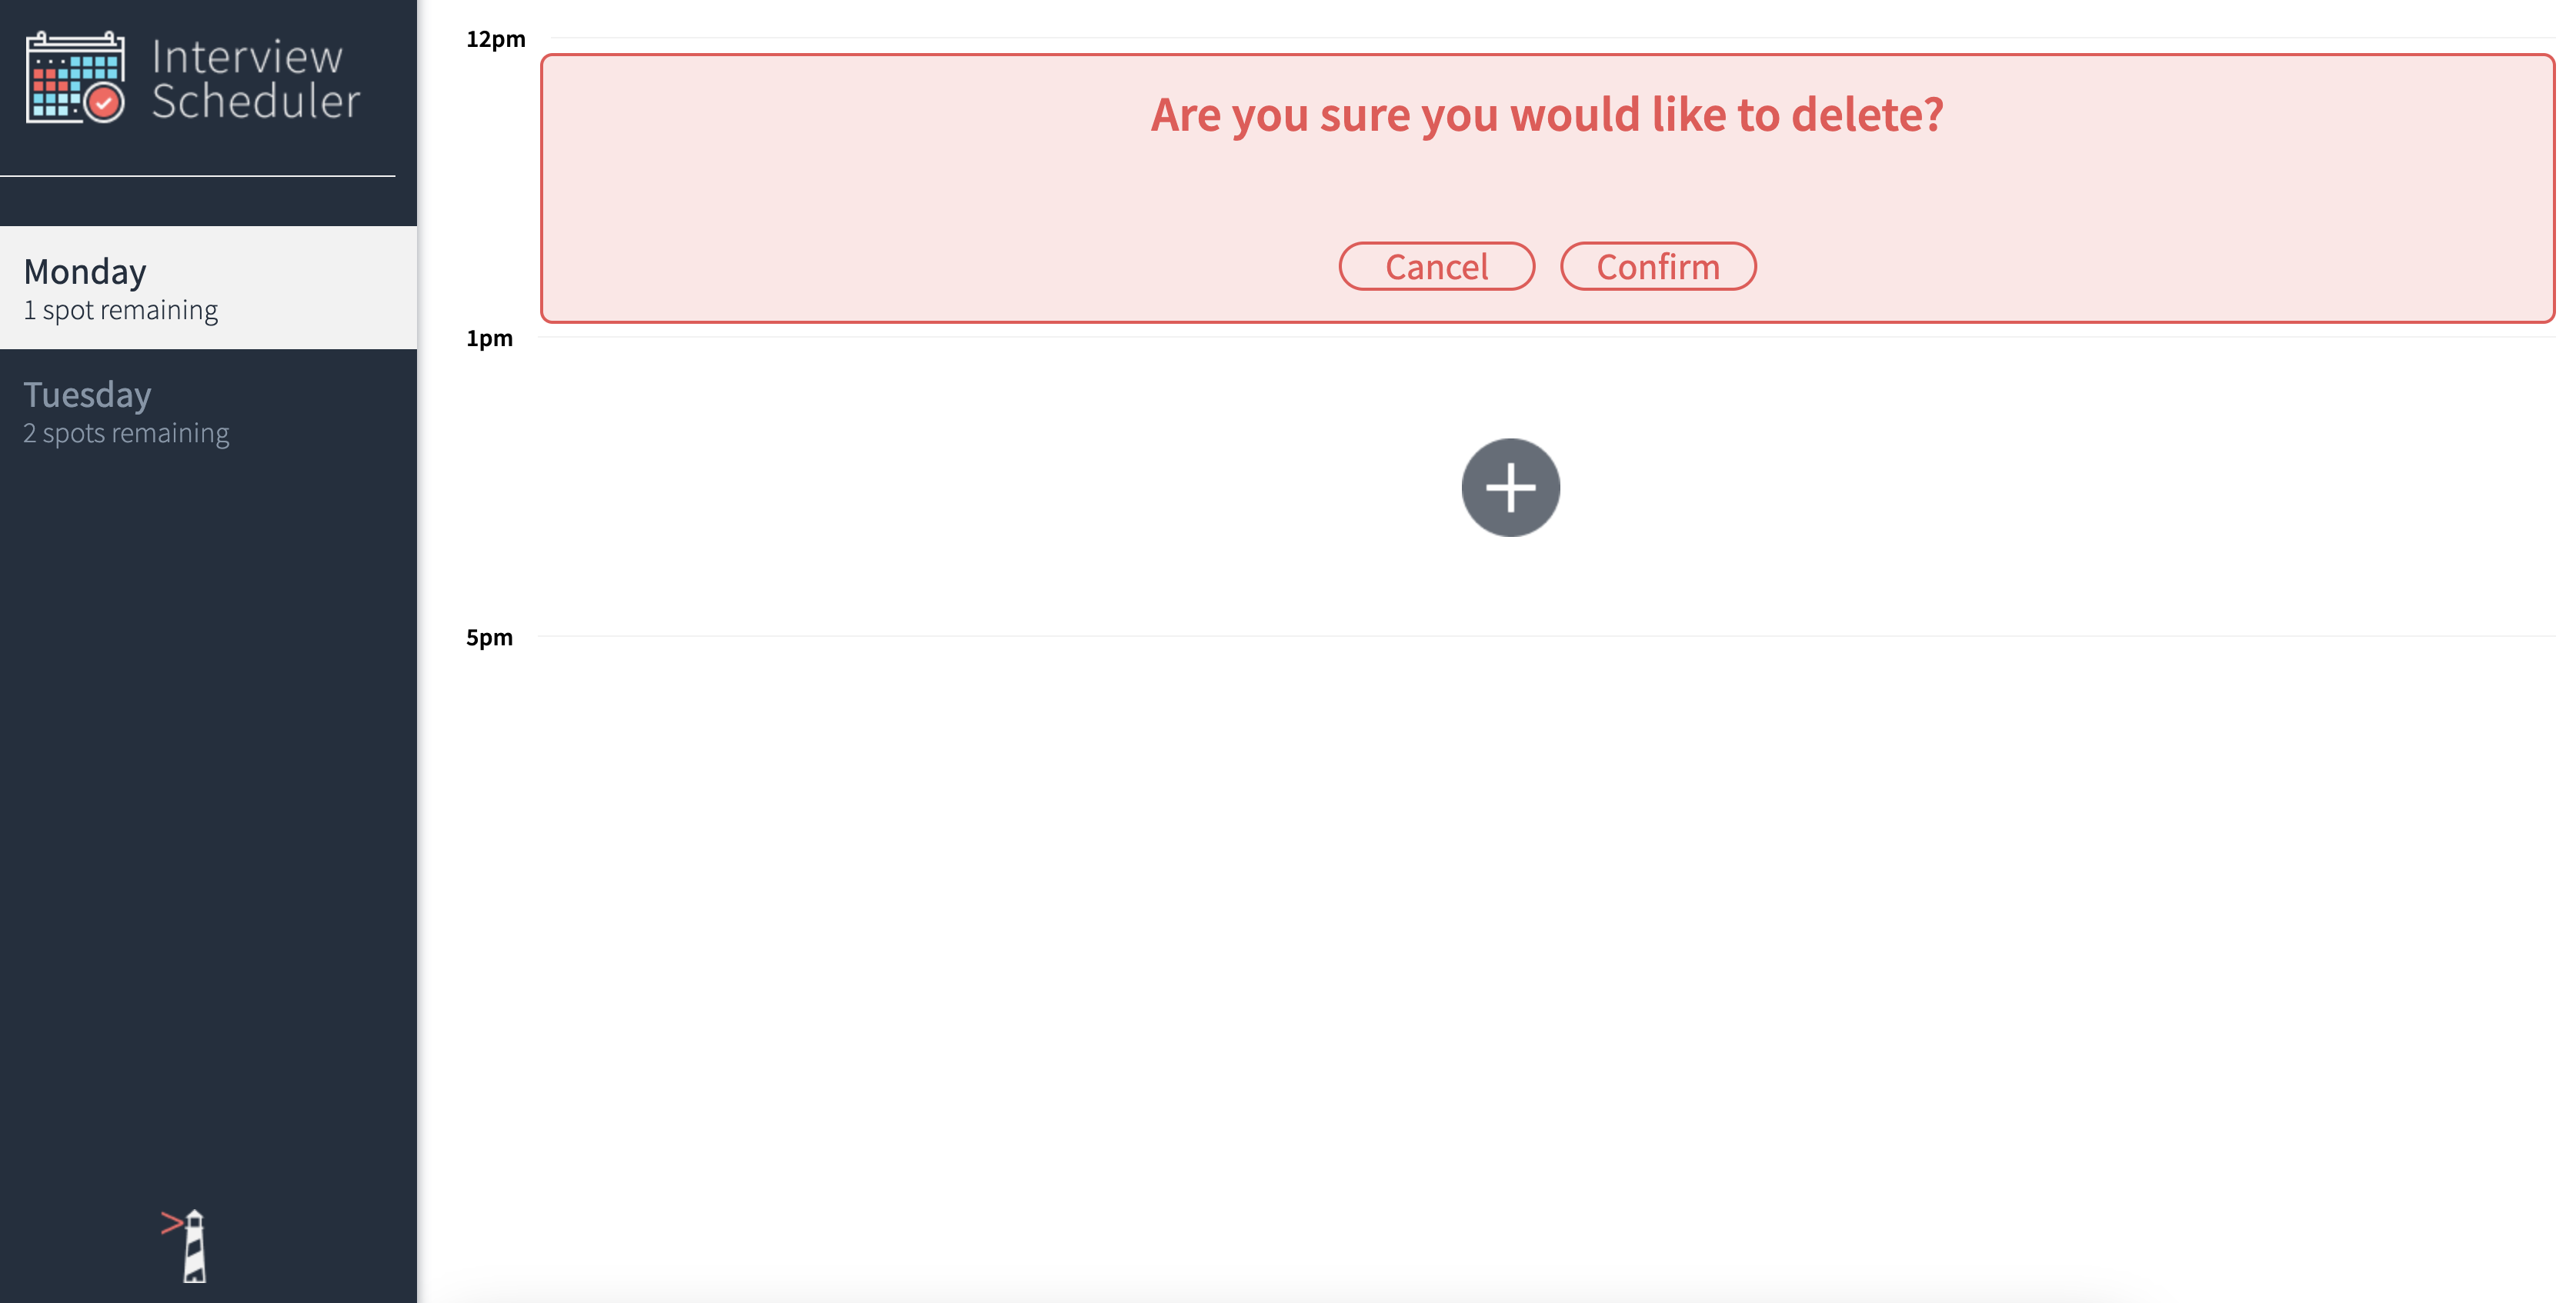 Interview
Scheduler
Monday
1 spot remaining
Tuesday
2 spots remaining
12pm
Are you sure you would like to delete?
Cancel
Confirm
1pm
5pm